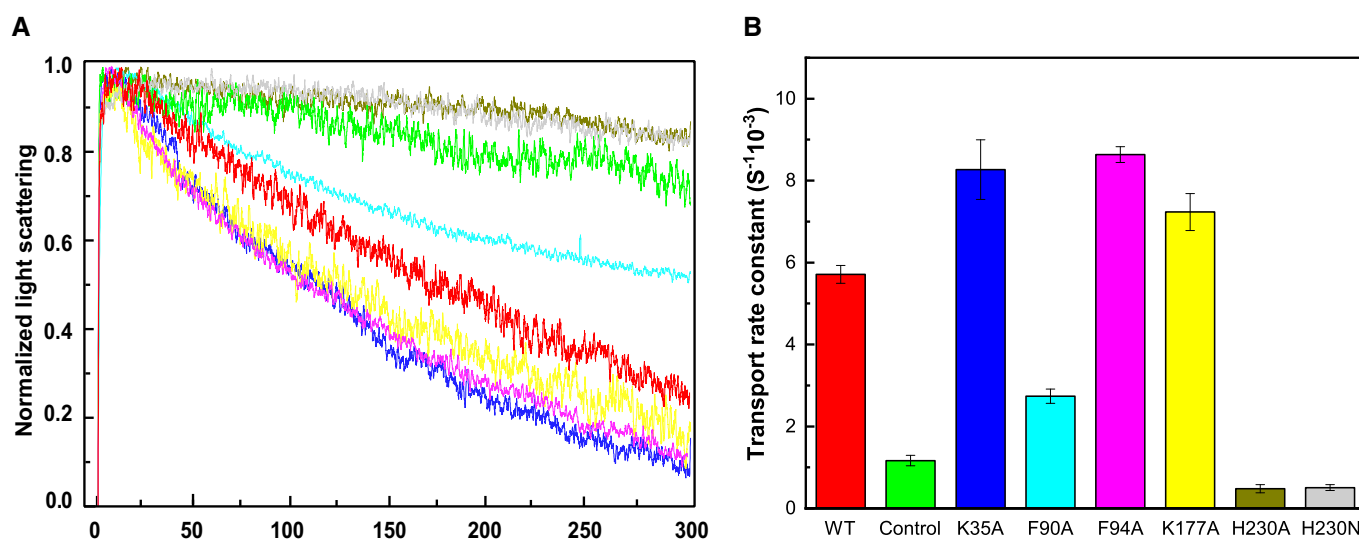 A
Normalized light scattering
1.0
0.8
0.6
0.4
0.2
0.0
0 50 100 150 200 250 300
B
Transport rate constant (S⁻¹10⁻³)
10
8
6
4
2
0
WT Control K35A F90A F94A K177A H230A H230N